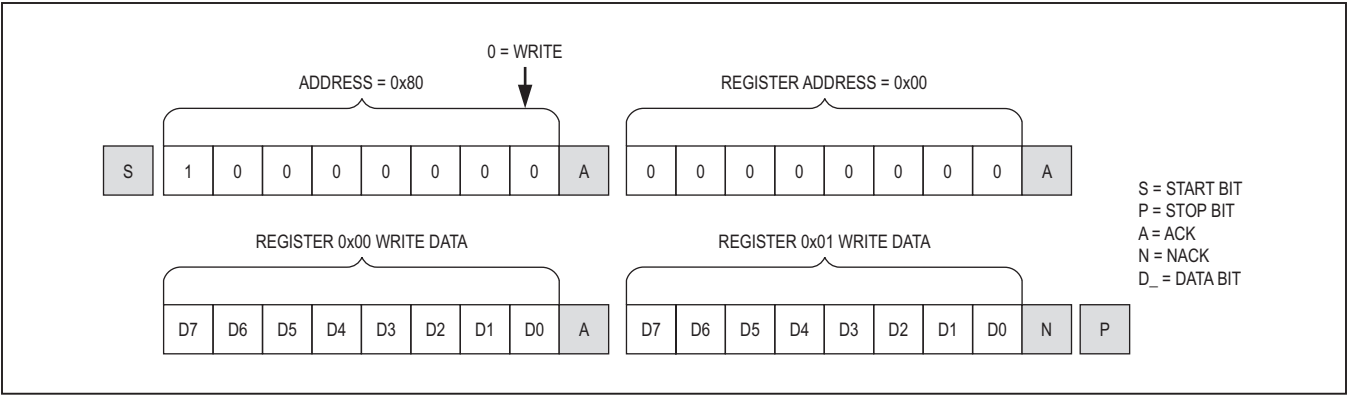 0 = WRITE
ADDRESS = 0x80
REGISTER ADDRESS = 0x00
S 1 0 0 0 0 0 0 0 A 0 0 0 0 0 0 0 0 A
S = START BIT
P = STOP BIT
A = ACK
N = NACK
D_ = DATA BIT
REGISTER 0x00 WRITE DATA
REGISTER 0x01 WRITE DATA
D7 D6 D5 D4 D3 D2 D1 D0 A D7 D6 D5 D4 D3 D2 D1 D0 N P